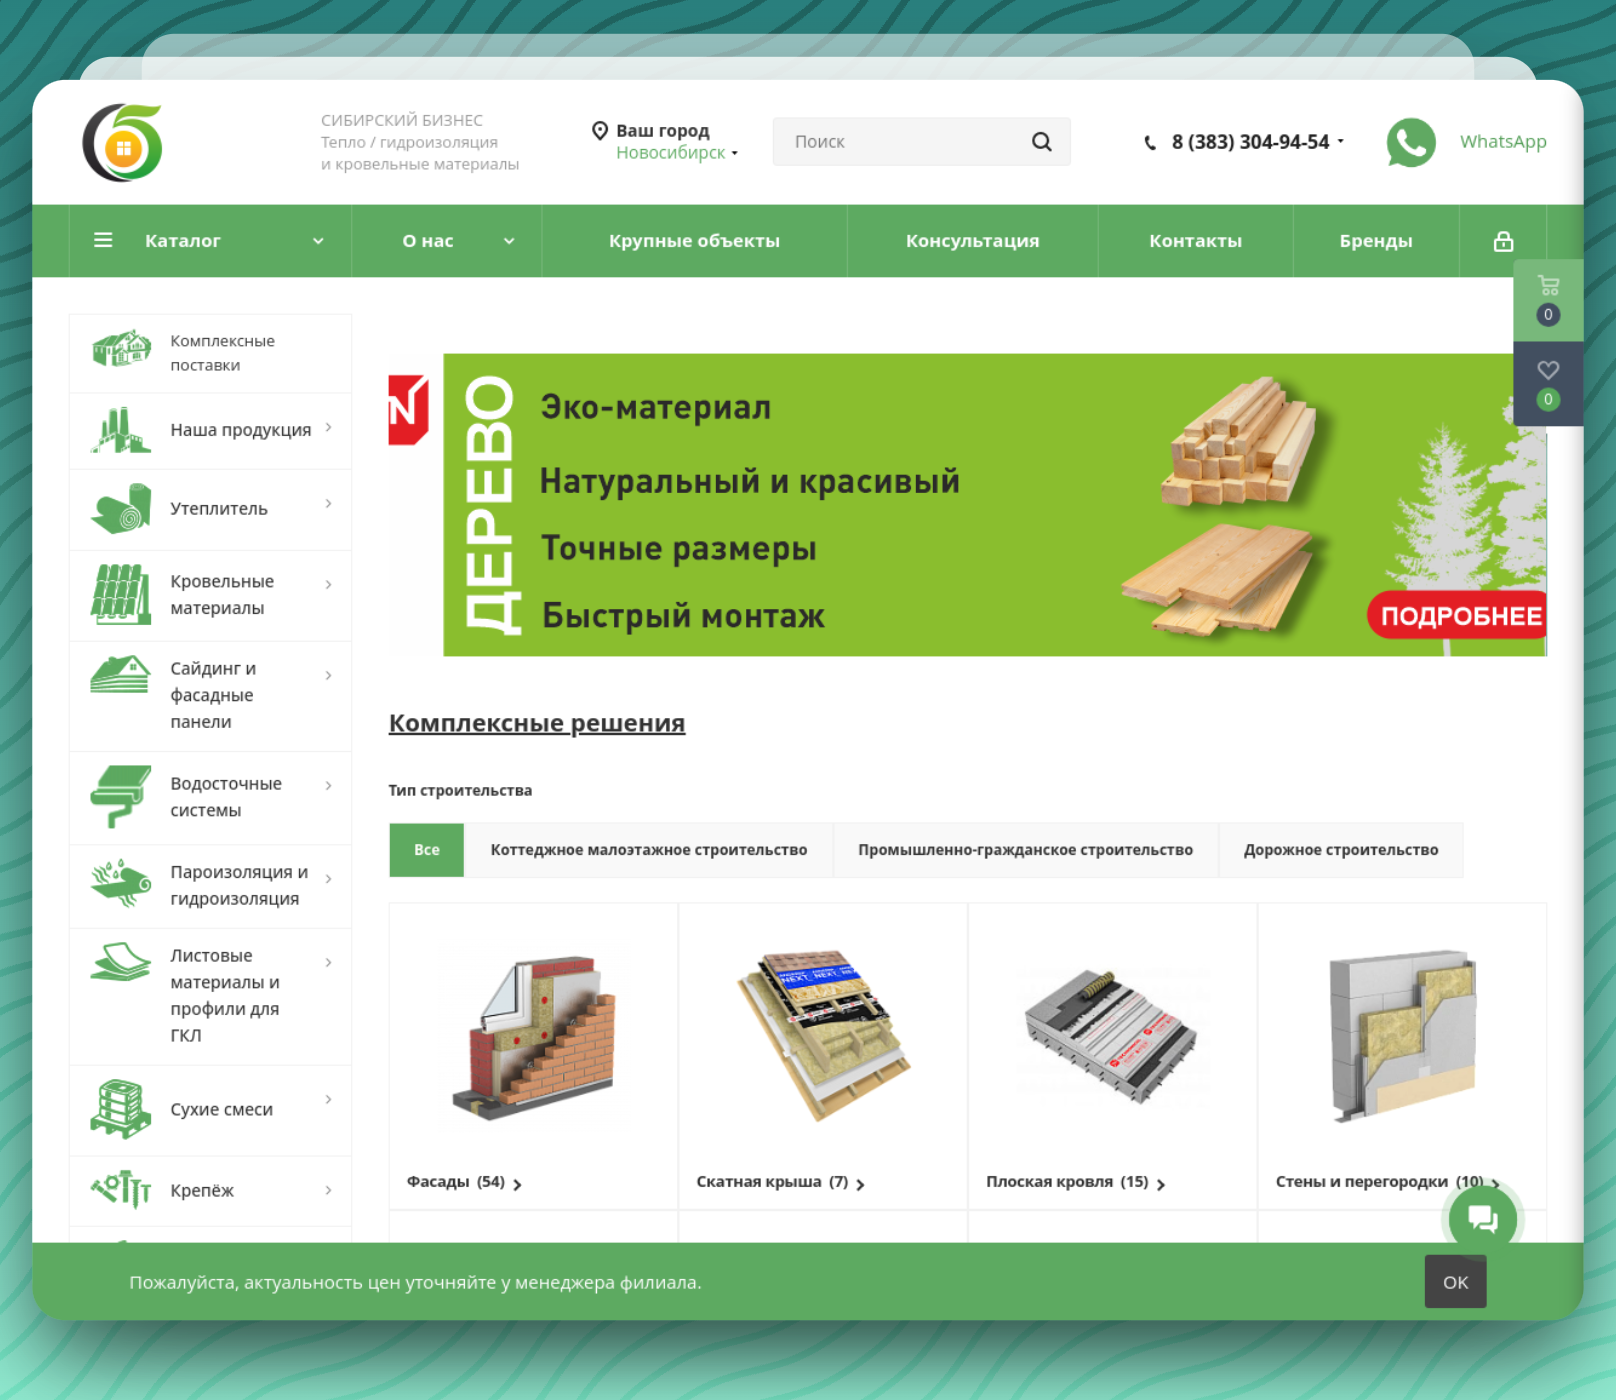 СИБИРСКИЙ БИЗНЕС
Тепло / гидроизоляция
и кровельные материалы
Ваш город
Новосибирск
Поиск
8 (383) 304-94-54
WhatsApp
Каталог
О нас
Крупные объекты
Консультация
Контакты
Бренды
0
0
Комплексные
поставки
Наша продукция
Утеплитель
Кровельные
материалы
Сайдинг и
фасадные
панели
Водосточные
системы
Пароизоляция и
гидроизоляция
Листовые
материалы и
профили для
ГКЛ
Сухие смеси
Крепёж
N
ДЕРЕВО
Эко-материал
Натуральный и красивый
Точные размеры
Быстрый монтаж
ПОДРОБНЕЕ
Комплексные решения
Тип строительства
Все
Коттеджное малоэтажное строительство
Промышленно-гражданское строительство
Дорожное строительство
Фасады (54)
Скатная крыша (7)
Плоская кровля (15)
Стены и перегородки (10)
Пожалуйста, актуальность цен уточняйте у менеджера филиала.
OK